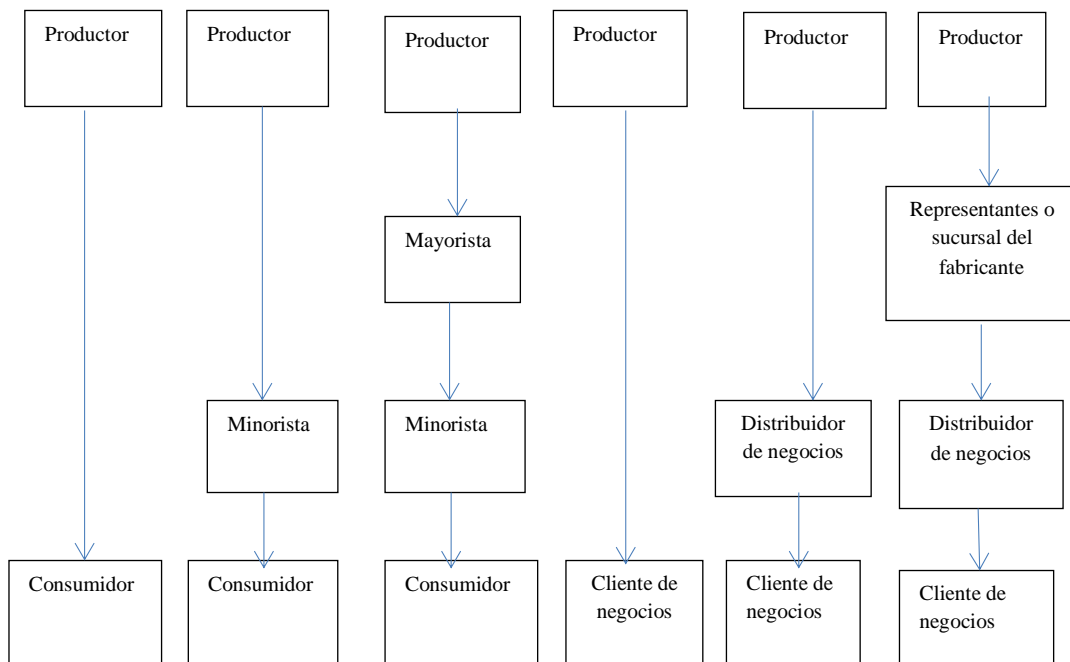 Productor
Productor
Productor
Productor
Productor
Productor
Mayorista
Representantes o
sucursal del
fabricante
Minorista
Minorista
Distribuidor
de negocios
Distribuidor
de negocios
Consumidor
Consumidor
Consumidor
Cliente de
negocios
Cliente de
negocios
Cliente de
negocios